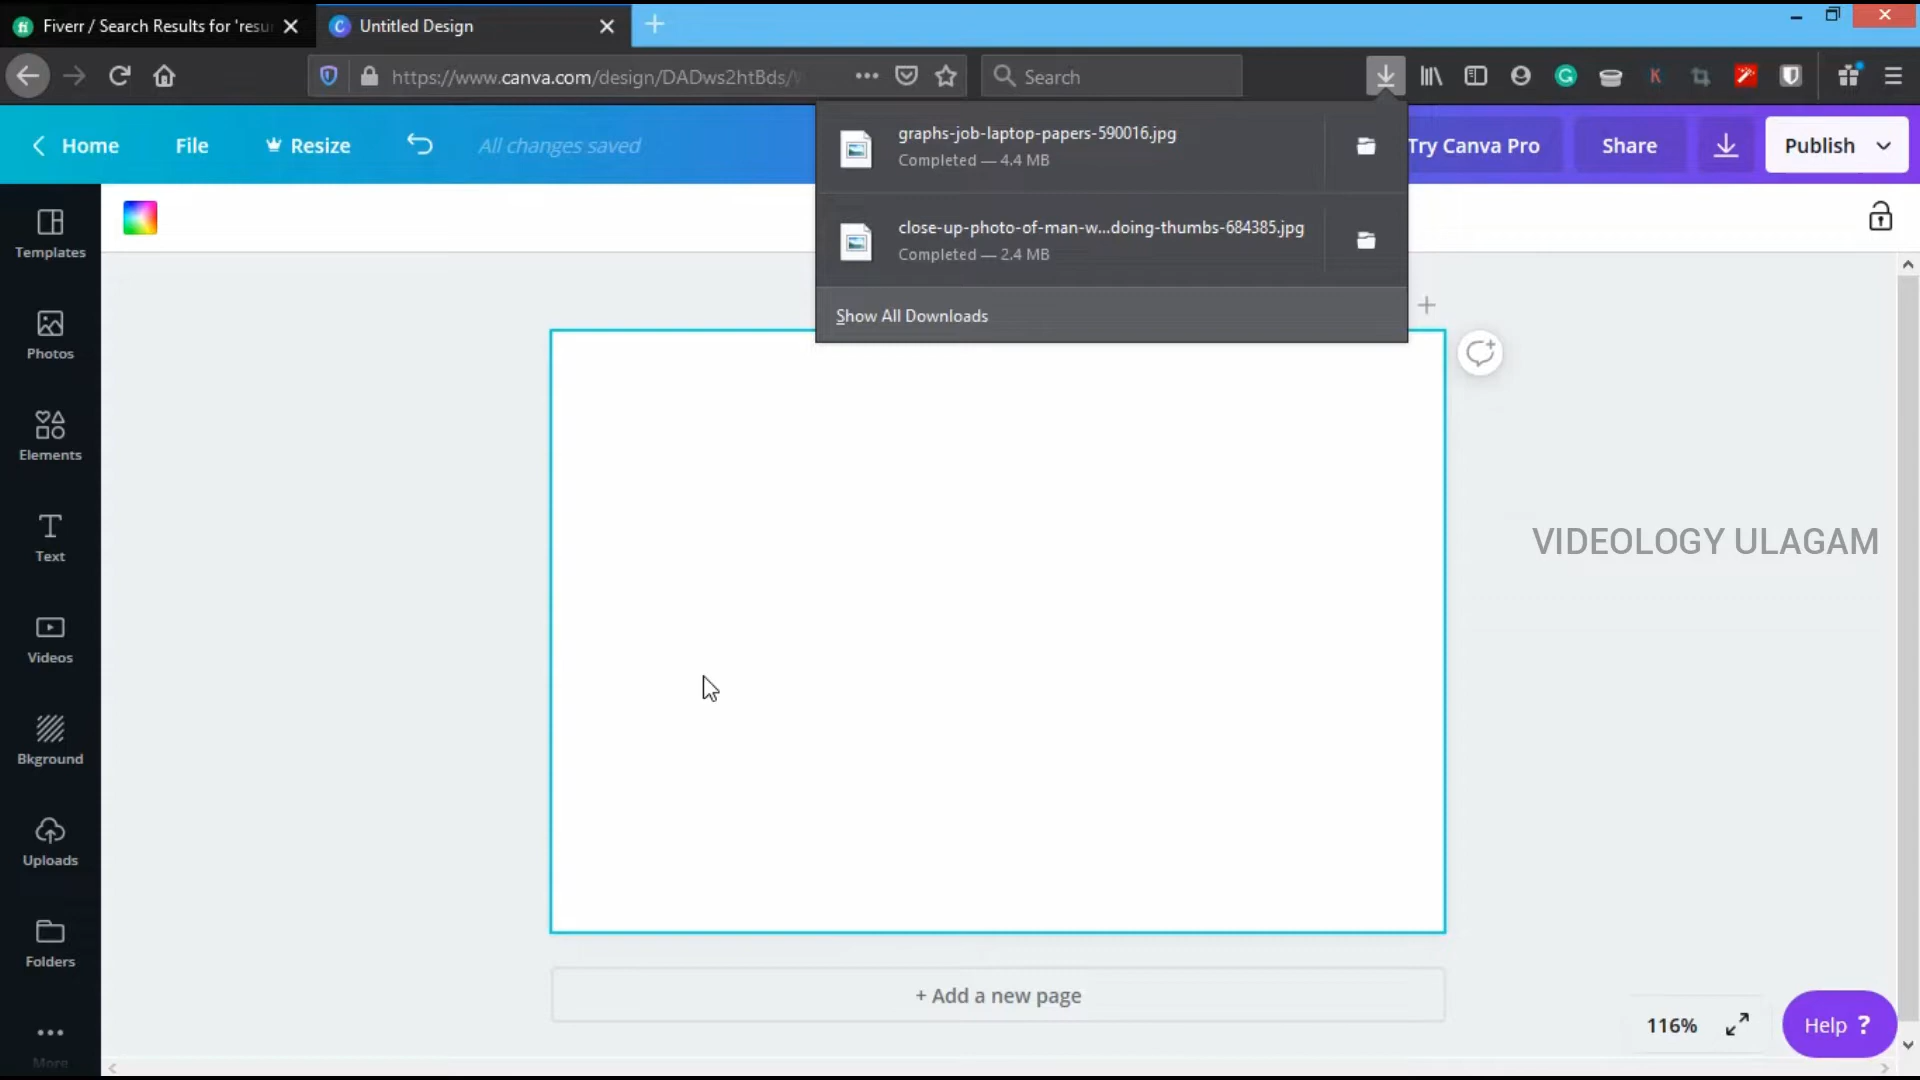 Fiverr / Search Results for 'resu
Untitled Design
https://www.canva.com/design/DADws2htBds/
Search
graphs-job-laptop-papers-590016.jpg
Completed — 4.4 MB
Home
File
Resize
All changes saved
Try Canva Pro
Share
Publish
close-up-photo-of-man-w...doing-thumbs-684385.jpg
Completed — 2.4 MB
Show All Downloads
Templates
Photos
Elements
Text
VIDEOLOGY ULAGAM
Videos
Bkground
Uploads
Folders
+ Add a new page
116%
Help ?
More